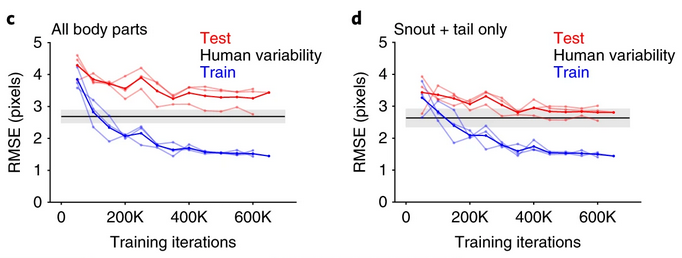 c All body parts
Test
Human variability
Train
5
4
3
2
1
0
RMSE (pixels)
0 200K 400K 600K
Training iterations
d Snout + tail only
Test
Human variability
Train
5
4
3
2
1
0
RMSE (pixels)
0 200K 400K 600K
Training iterations